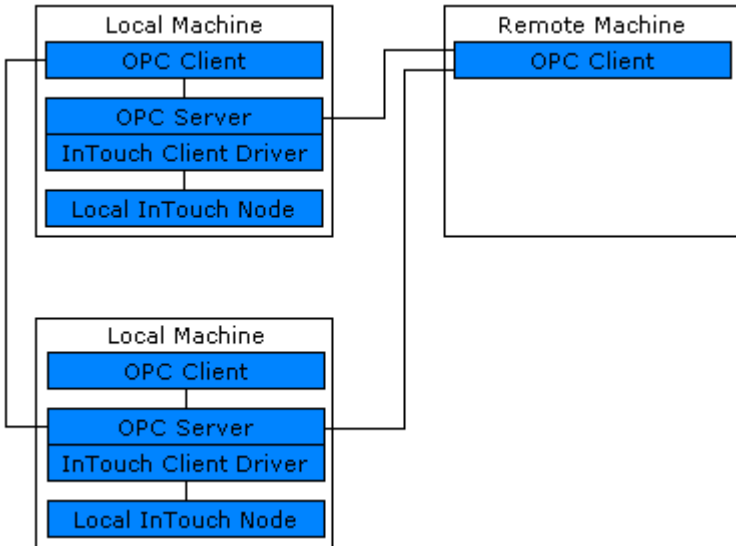 Local Machine
OPC Client
OPC Server
InTouch Client Driver
Local InTouch Node
Remote Machine
OPC Client
Local Machine
OPC Client
OPC Server
InTouch Client Driver
Local InTouch Node